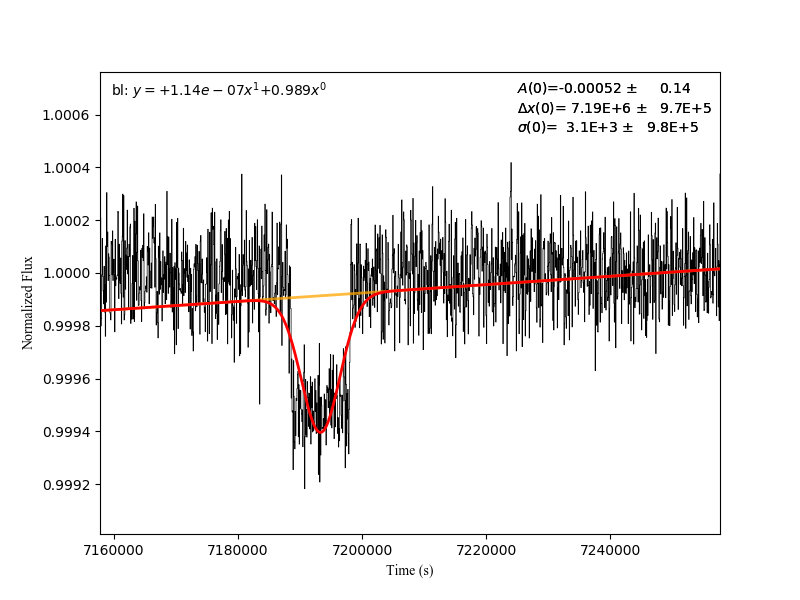 bl: y = +1.14e − 07x¹+0.989x⁰
A(0)=-0.00052 ± 0.14
Δx(0)= 7.19E+6 ± 9.7E+5
σ(0)= 3.1E+3 ± 9.8E+5
1.0006
1.0004
1.0002
1.0000
0.9998
0.9996
0.9994
0.9992
Normalized Flux
7160000 7180000 7200000 7220000 7240000
Time (s)